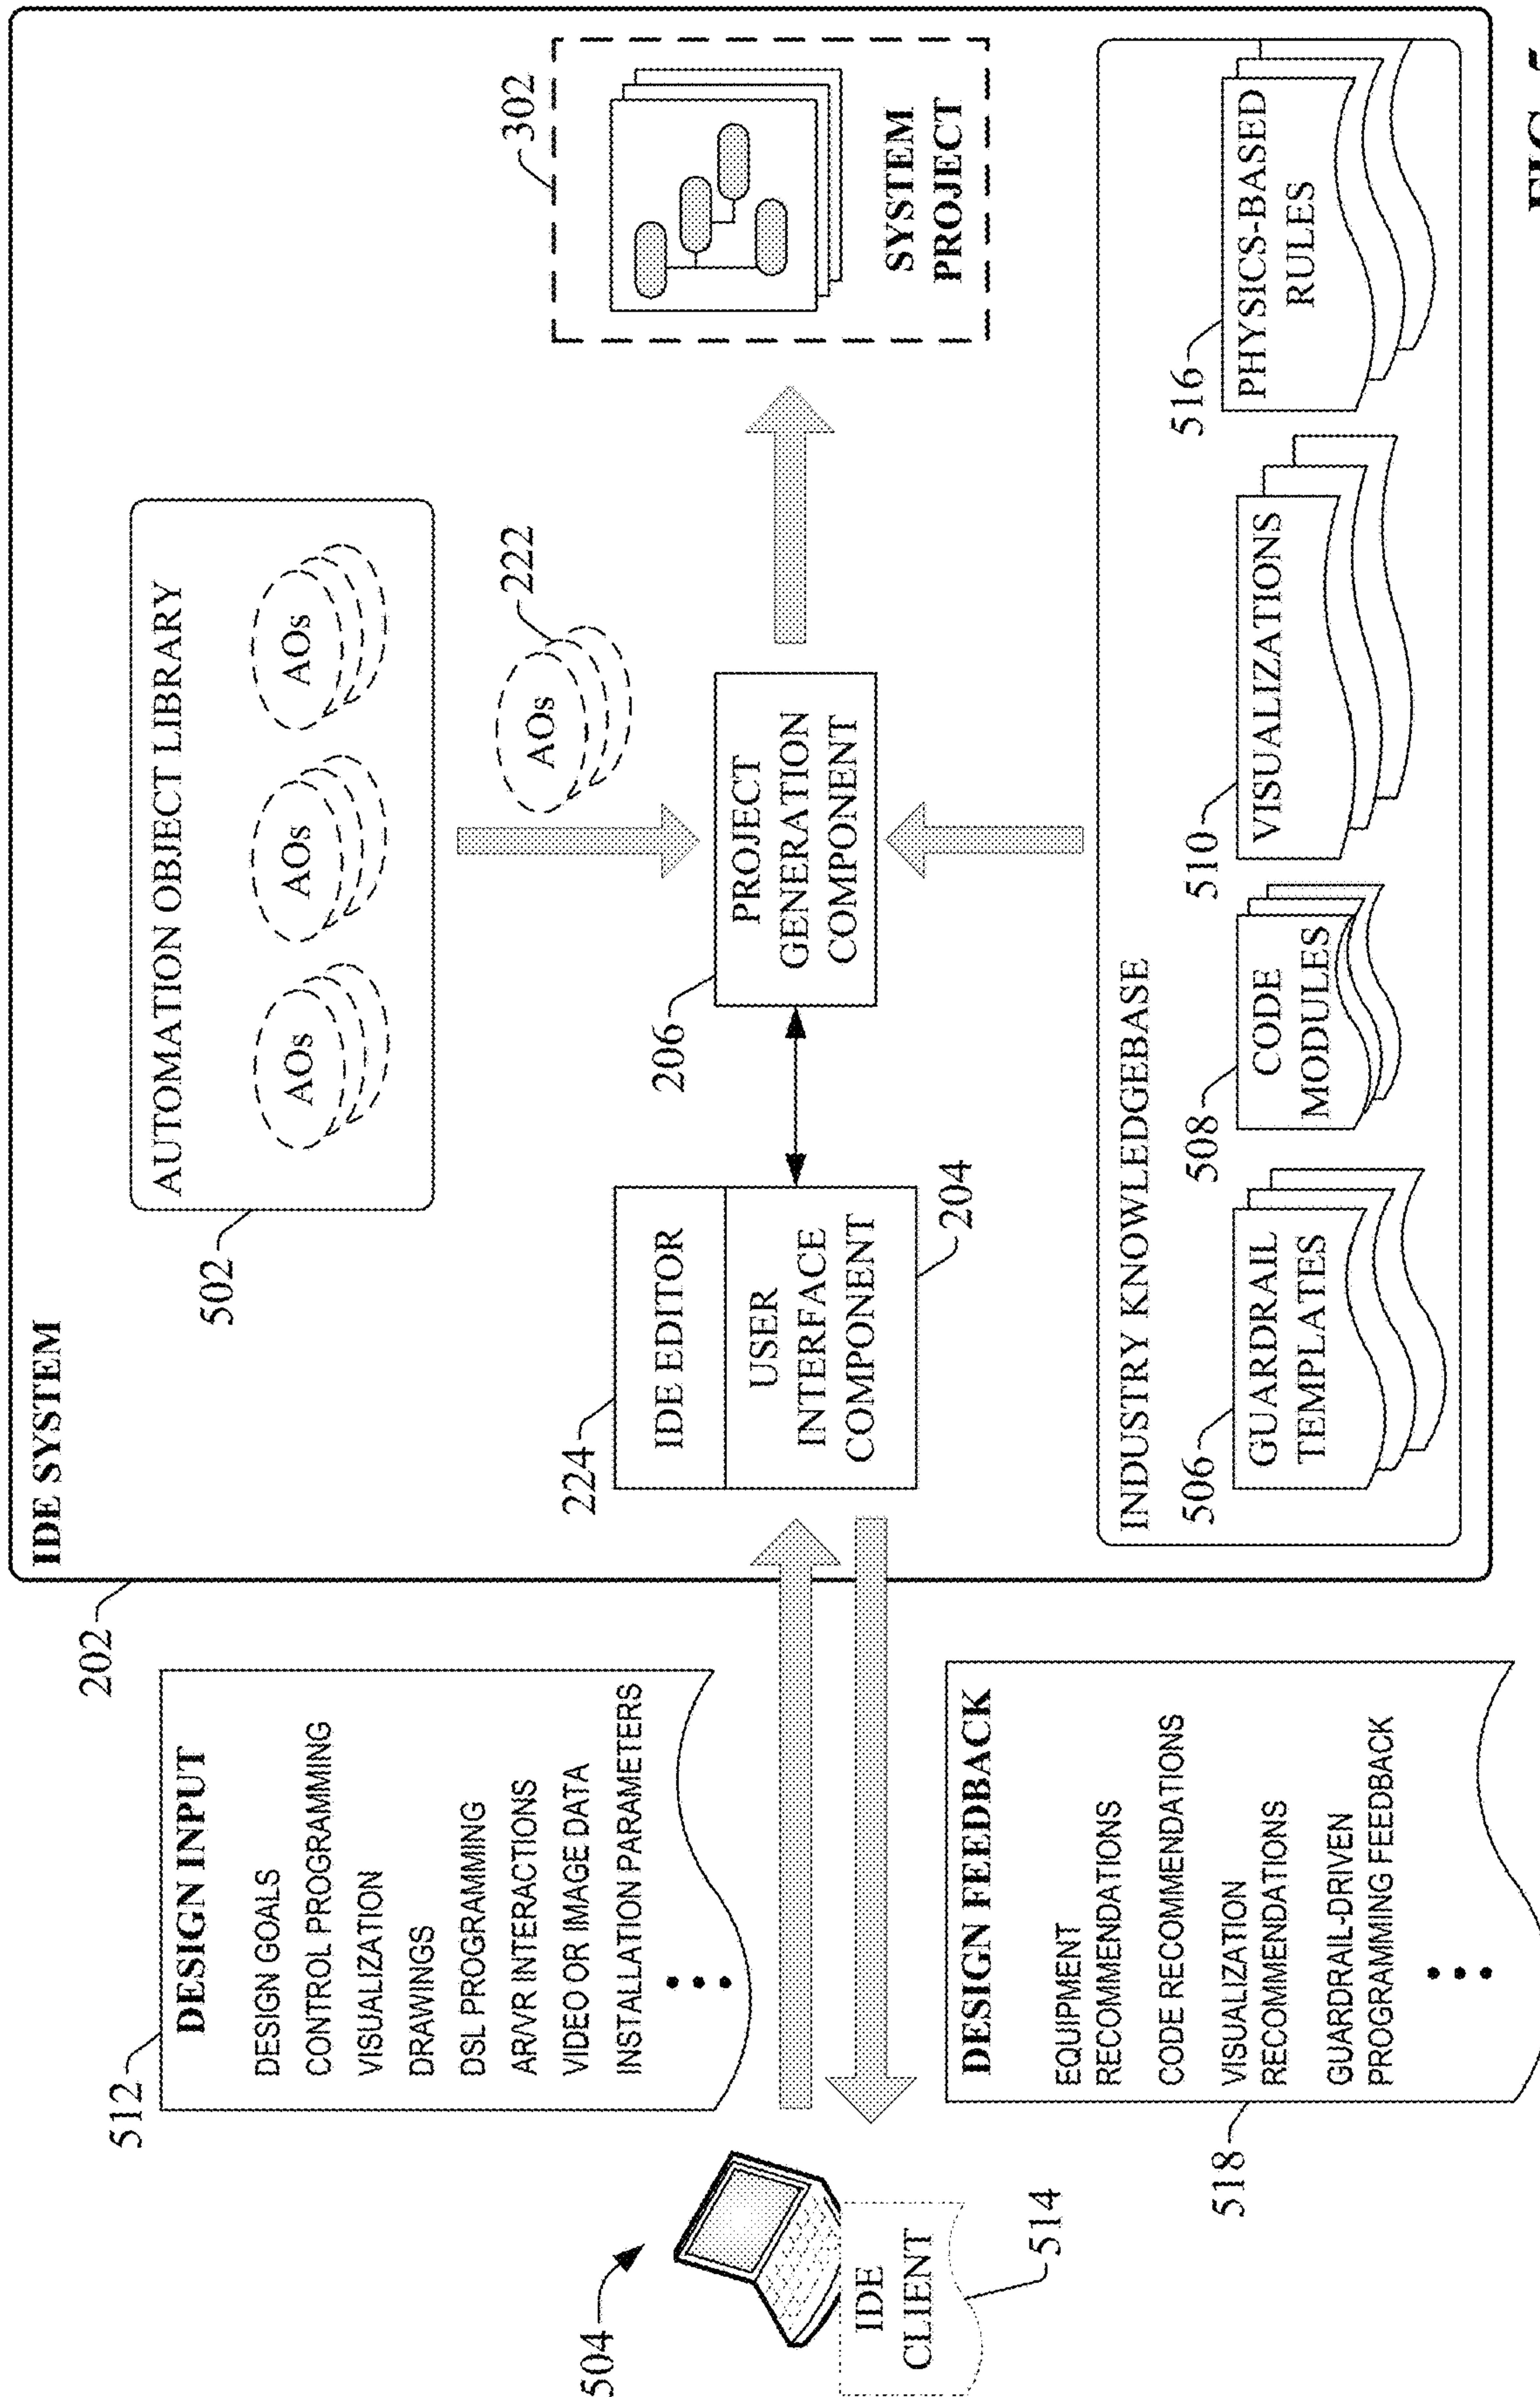 IDE SYSTEM
202
AUTOMATION OBJECT LIBRARY
AOs
AOs
AOs
502
AOs
222
302
SYSTEM
PROJECT
512
DESIGN INPUT
DESIGN GOALS
CONTROL PROGRAMMING
VISUALIZATION
DRAWINGS
DSL PROGRAMMING
AR/VR INTERACTIONS
VIDEO OR IMAGE DATA
INSTALLATION PARAMETERS
504
IDE
CLIENT
514
224
IDE EDITOR
USER
INTERFACE
COMPONENT
204
206
PROJECT
GENERATION
COMPONENT
518
DESIGN FEEDBACK
EQUIPMENT
RECOMMENDATIONS
CODE RECOMMENDATIONS
VISUALIZATION
RECOMMENDATIONS
GUARDRAIL-DRIVEN
PROGRAMMING FEEDBACK
INDUSTRY KNOWLEDGEBASE
506
GUARDRAIL
TEMPLATES
508
CODE
MODULES
510
VISUALIZATIONS
516
PHYSICS-BASED
RULES